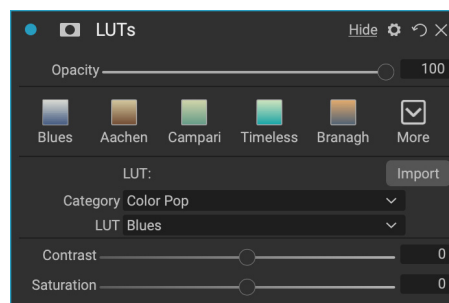 LUTs Hide
Opacity 100
Blues Aachen Campari Timeless Branagh More
LUT: Import
Category Color Pop
LUT Blues
Contrast 0
Saturation 0